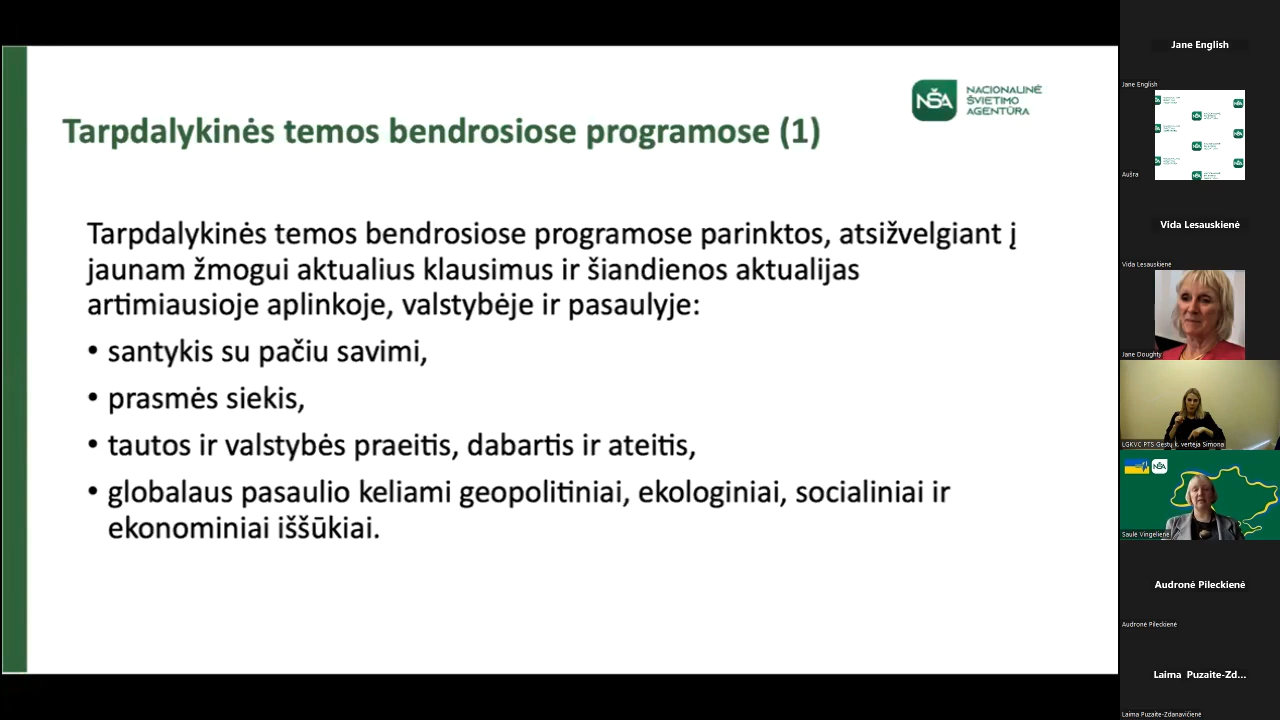 NŠA
NACIONALINĖ
ŠVIETIMO
AGENTŪRA
Tarpdalykinės temos bendrosiose programose (1)
Tarpdalykinės temos bendrosiose programose parinktos, atsižvelgiant į
jaunam žmogui aktualius klausimus ir šiandienos aktualijas
artimiausioje aplinkoje, valstybėje ir pasaulyje:
• santykis su pačiu savimi,
• prasmės siekis,
• tautos ir valstybės praeitis, dabartis ir ateitis,
• globalaus pasaulio keliami geopolitiniai, ekologiniai, socialiniai ir
ekonominiai iššūkiai.
Jane English
Jane English
Aušra
Vida Lesauskienė
Vida Lesauskienė
Jane Doughty
LGKVC PTS Gestų k. vertėja Simona
NŠA
Saulė Vingelienė
Audronė Pileckienė
Audronė Pileckienė
Laima Puzaite-Zd...
Laima Puzaitė-Zdanavičienė